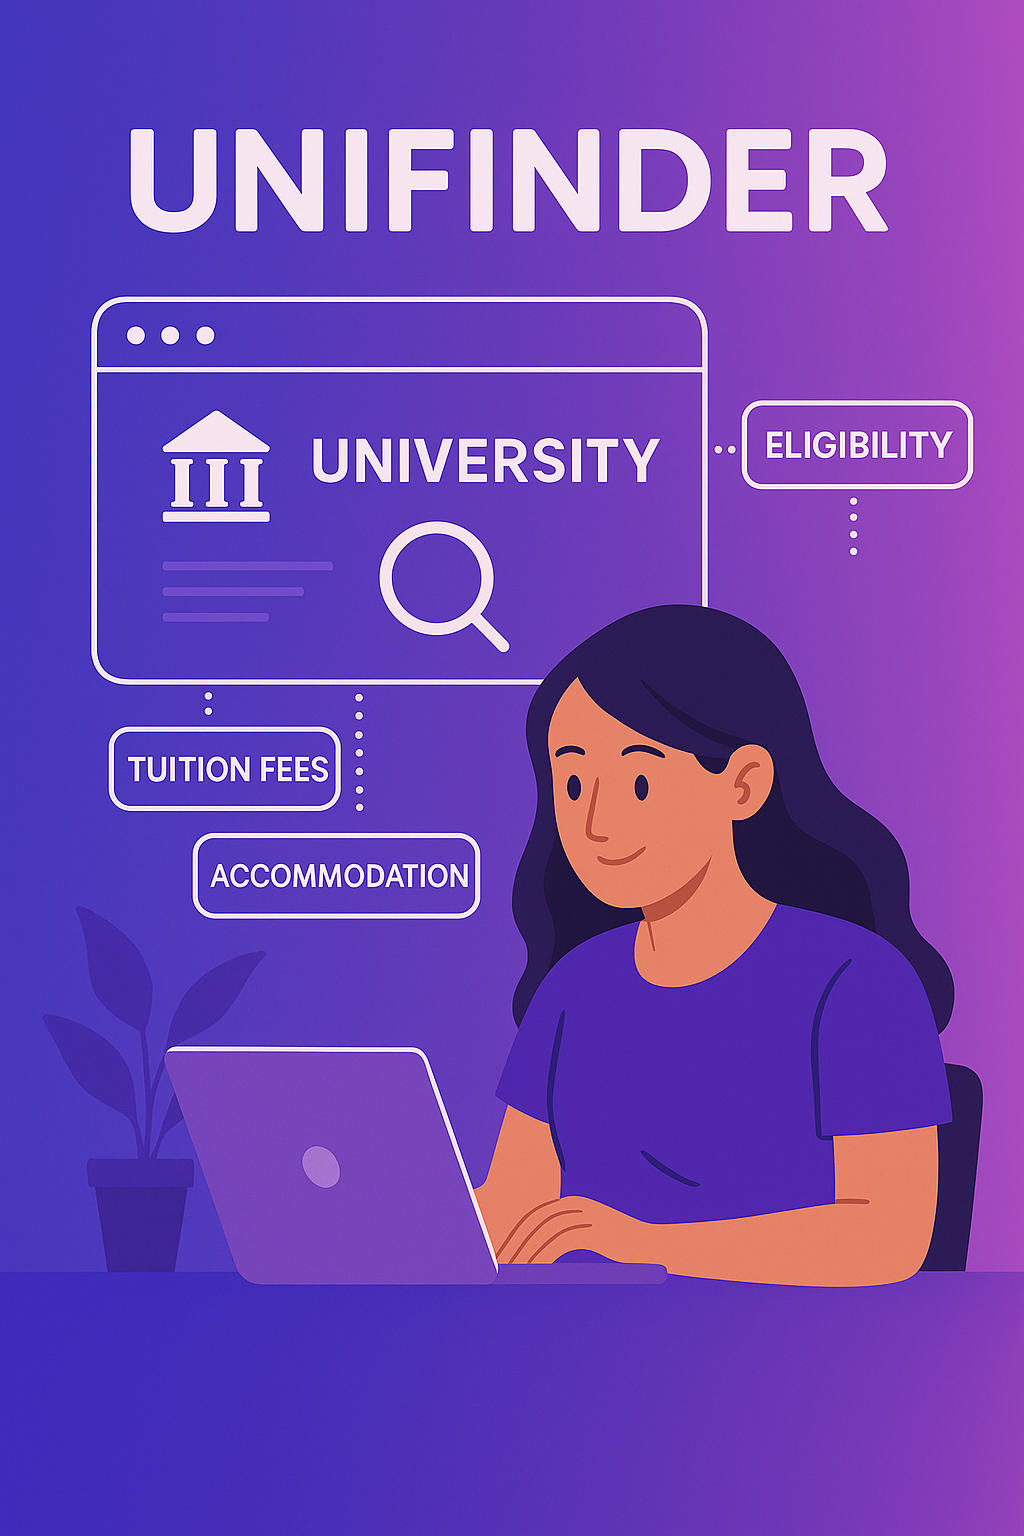 UNIFINDER
UNIVERSITY
ELIGIBILITY
TUITION FEES
ACCOMMODATION